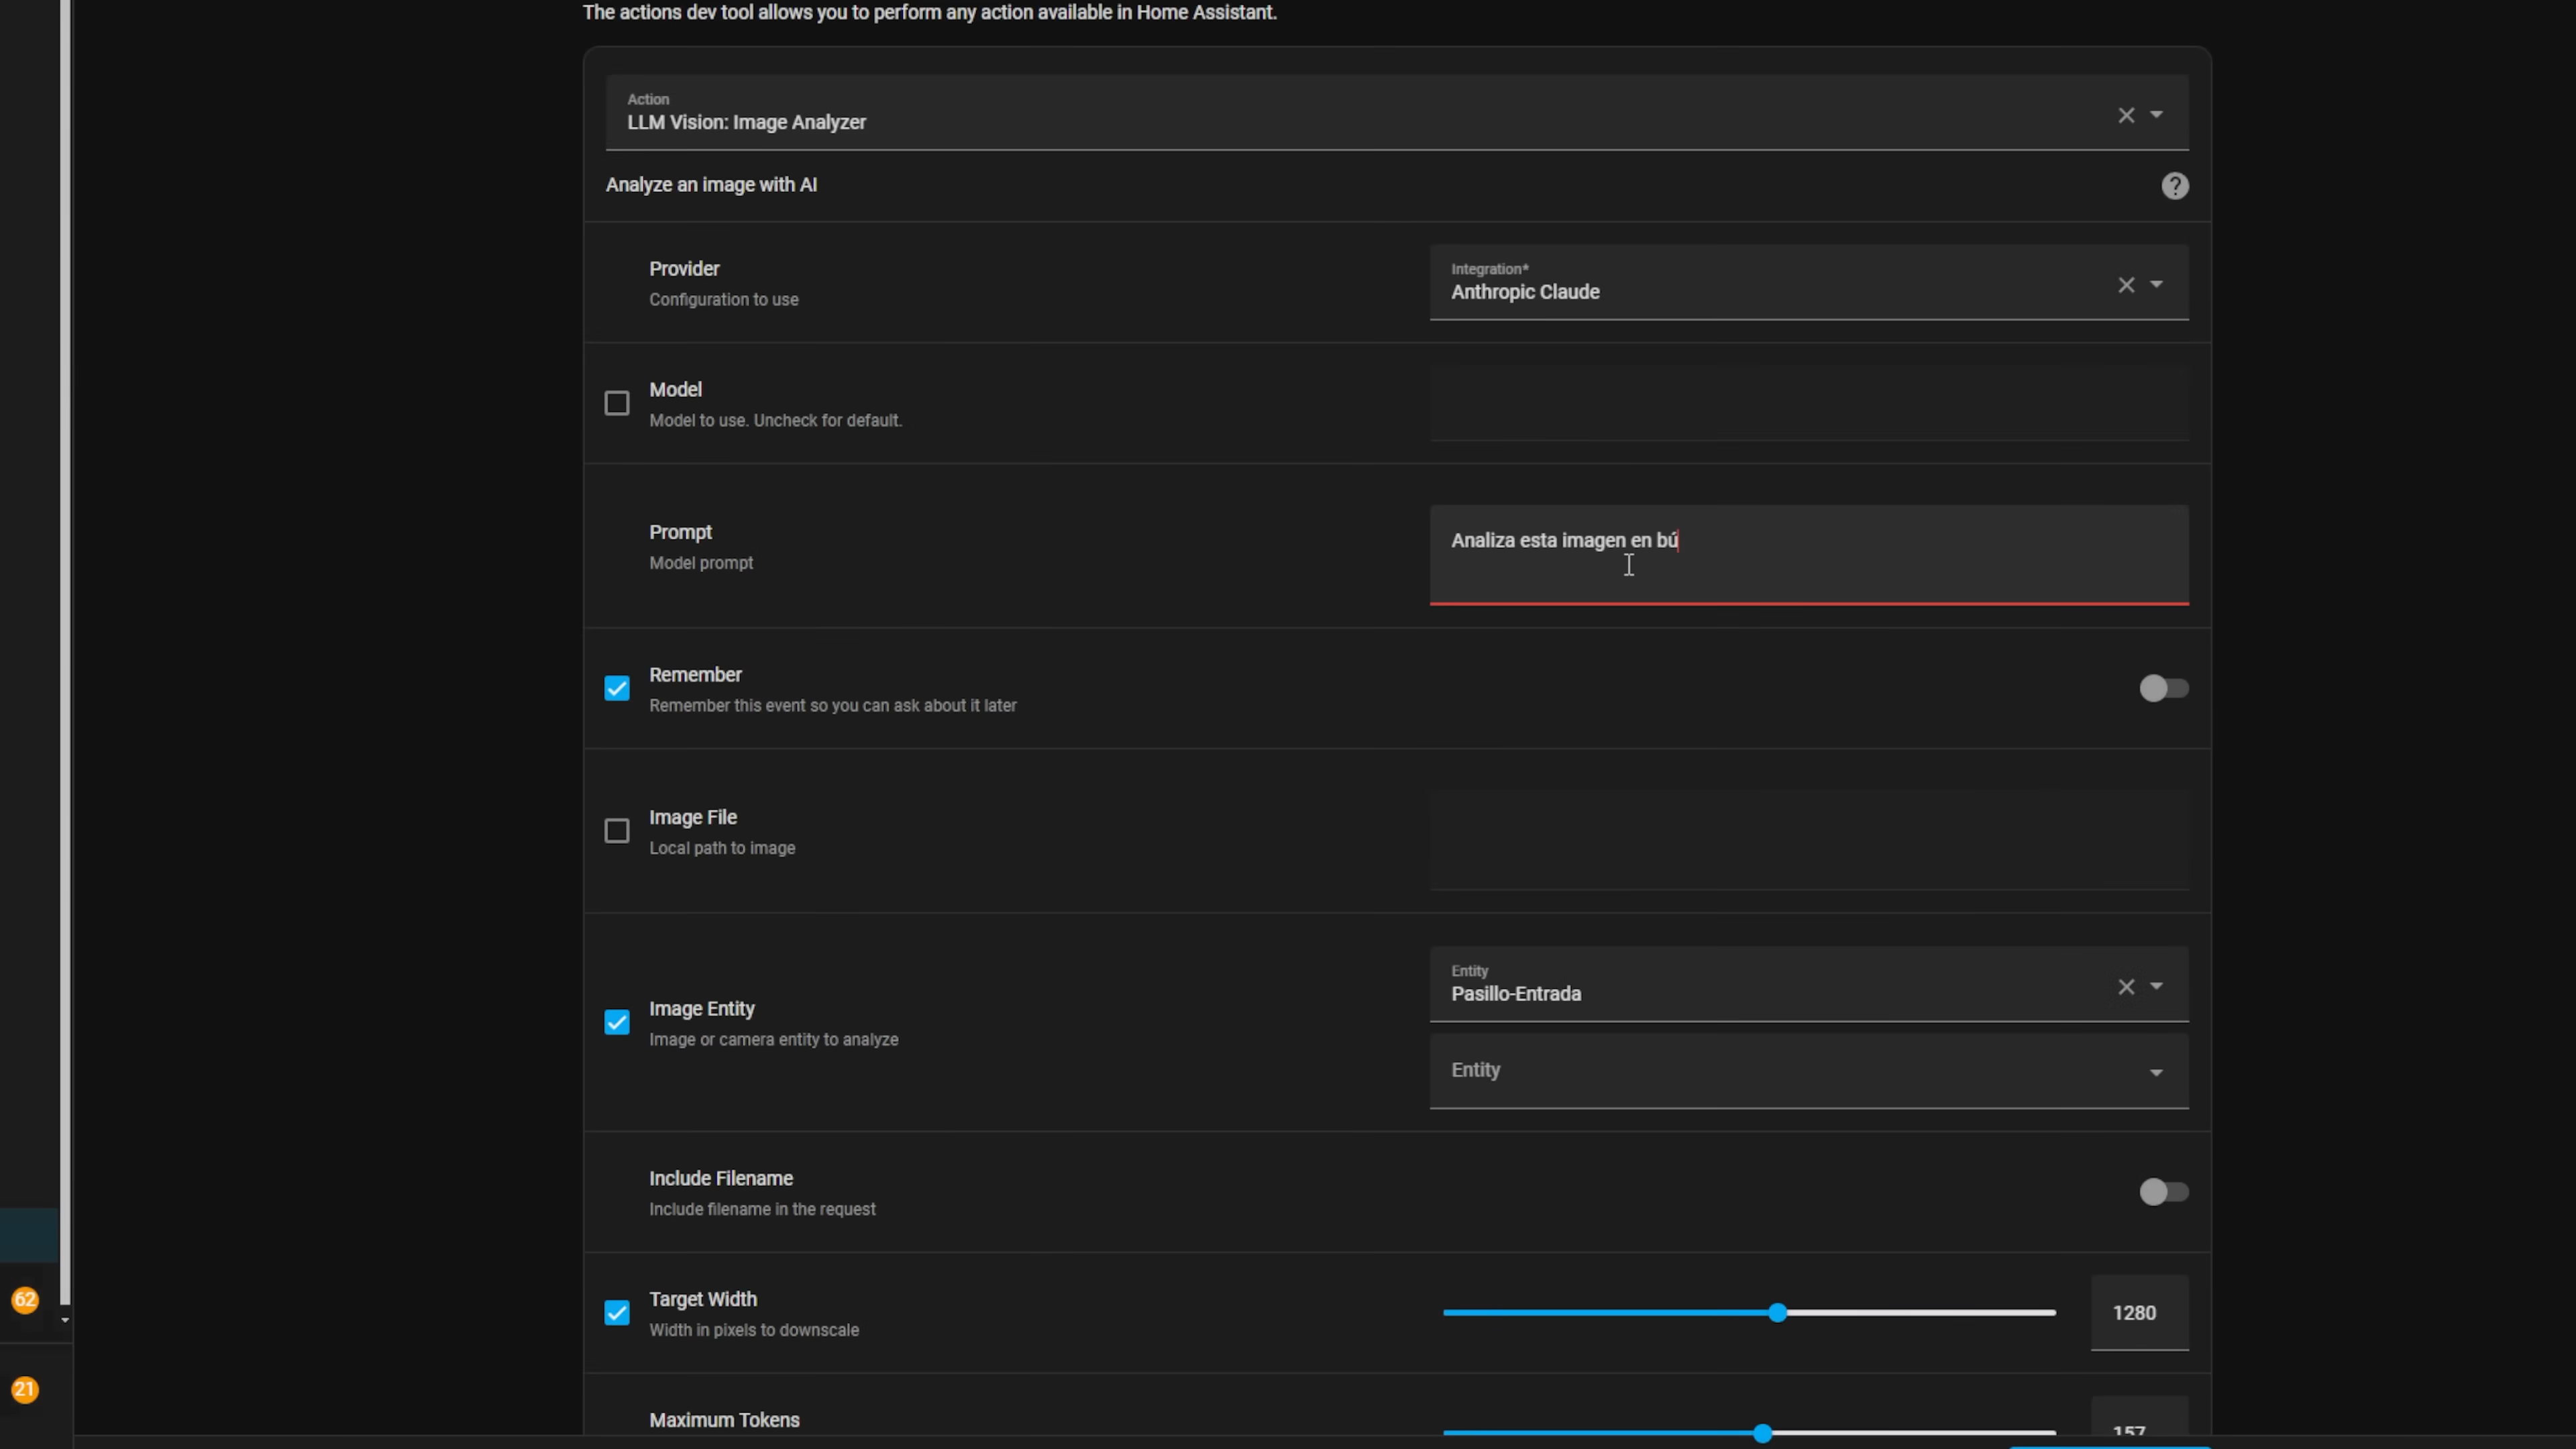 The actions dev tool allows you to perform any action available in Home Assistant.
Action
LLM Vision: Image Analyzer
Analyze an image with AI
Provider
Configuration to use
Integration*
Anthropic Claude
Model
Model to use. Uncheck for default.
Prompt
Model prompt
Analiza esta imagen en bú
Remember
Remember this event so you can ask about it later
Image File
Local path to image
Image Entity
Image or camera entity to analyze
Entity
Pasillo-Entrada
Entity
Include Filename
Include filename in the request
Target Width
Width in pixels to downscale
1280
Maximum Tokens
157
62
21